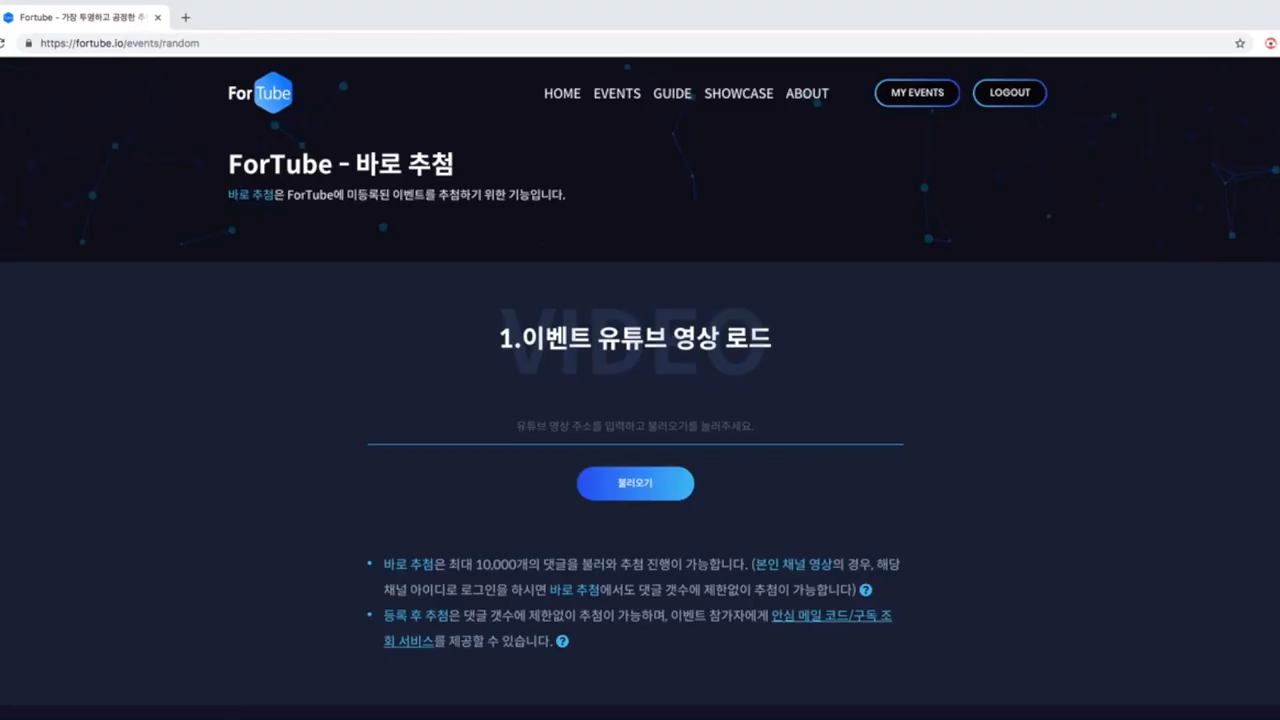 Fortube - 가장 투명하고 공정한
https://fortube.io/events/random
ForTube
HOME EVENTS GUIDE SHOWCASE ABOUT MY EVENTS LOGOUT
ForTube - 바로 추첨
바로 추첨은 ForTube에 미등록된 이벤트를 추첨하기 위한 기능입니다.
VIDEO
1.이벤트 유튜브 영상 로드
유튜브 영상 주소를 입력하고 불러오기를 눌러주세요.
불러오기
• 바로 추첨은 최대 10,000개의 댓글을 불러와 추첨 진행이 가능합니다. (본인 채널 영상의 경우, 해당
채널 아이디로 로그인을 하시면 바로 추첨에서도 댓글 갯수에 제한없이 추첨이 가능합니다) ?
• 등록 후 추첨은 댓글 갯수에 제한없이 추첨이 가능하며, 이벤트 참가자에게 안심 메일 코드/구독 조
회 서비스를 제공할 수 있습니다. ?